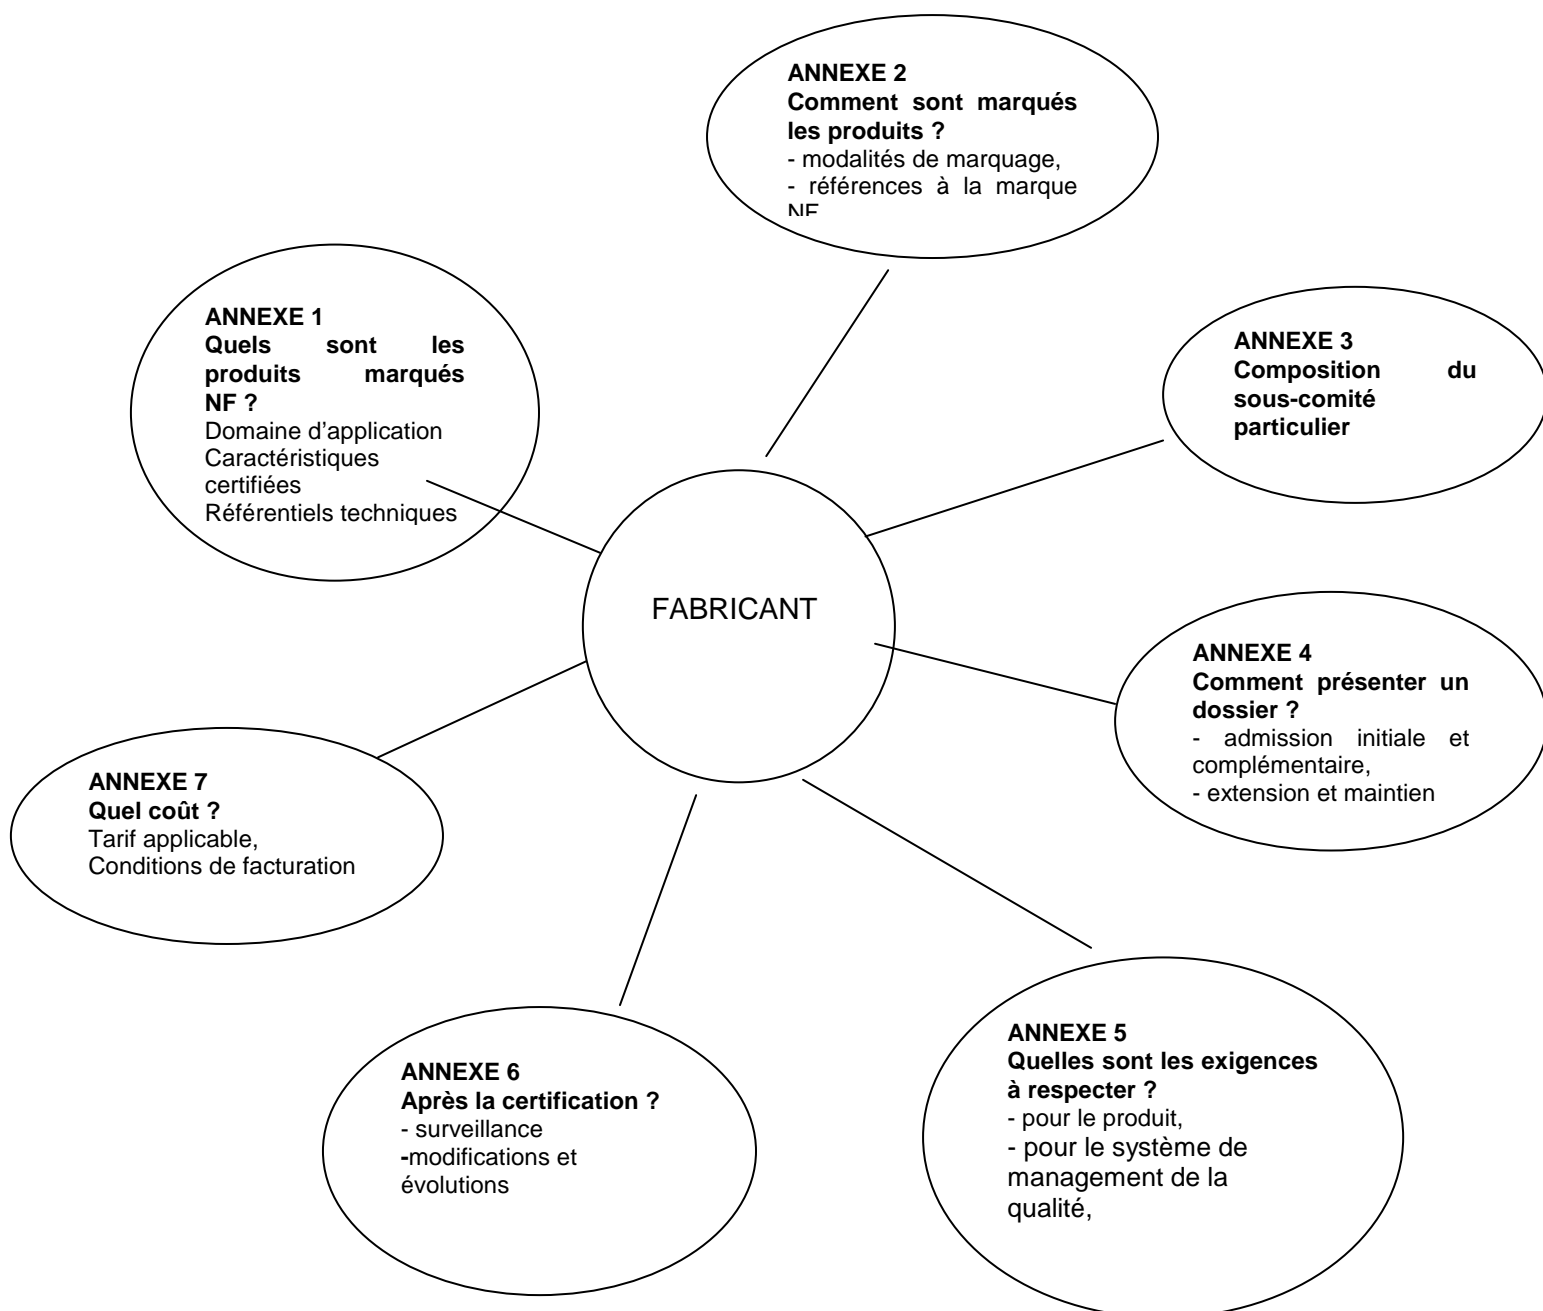 ANNEXE 2
Comment sont marqués
les produits ?
- modalités de marquage,
- références à la marque
NF
ANNEXE 1
Quels sont les
produits marqués
NF ?
Domaine d'application
Caractéristiques
certifiées
Référentiels techniques
ANNEXE 3
Composition du
sous-comité
particulier
FABRICANT
ANNEXE 4
Comment présenter un
dossier ?
- admission initiale et
complémentaire,
- extension et maintien
ANNEXE 7
Quel coût ?
Tarif applicable,
Conditions de facturation
ANNEXE 6
Après la certification ?
- surveillance
-modifications et
évolutions
ANNEXE 5
Quelles sont les exigences
à respecter ?
- pour le produit,
- pour le système de
management de la
qualité,